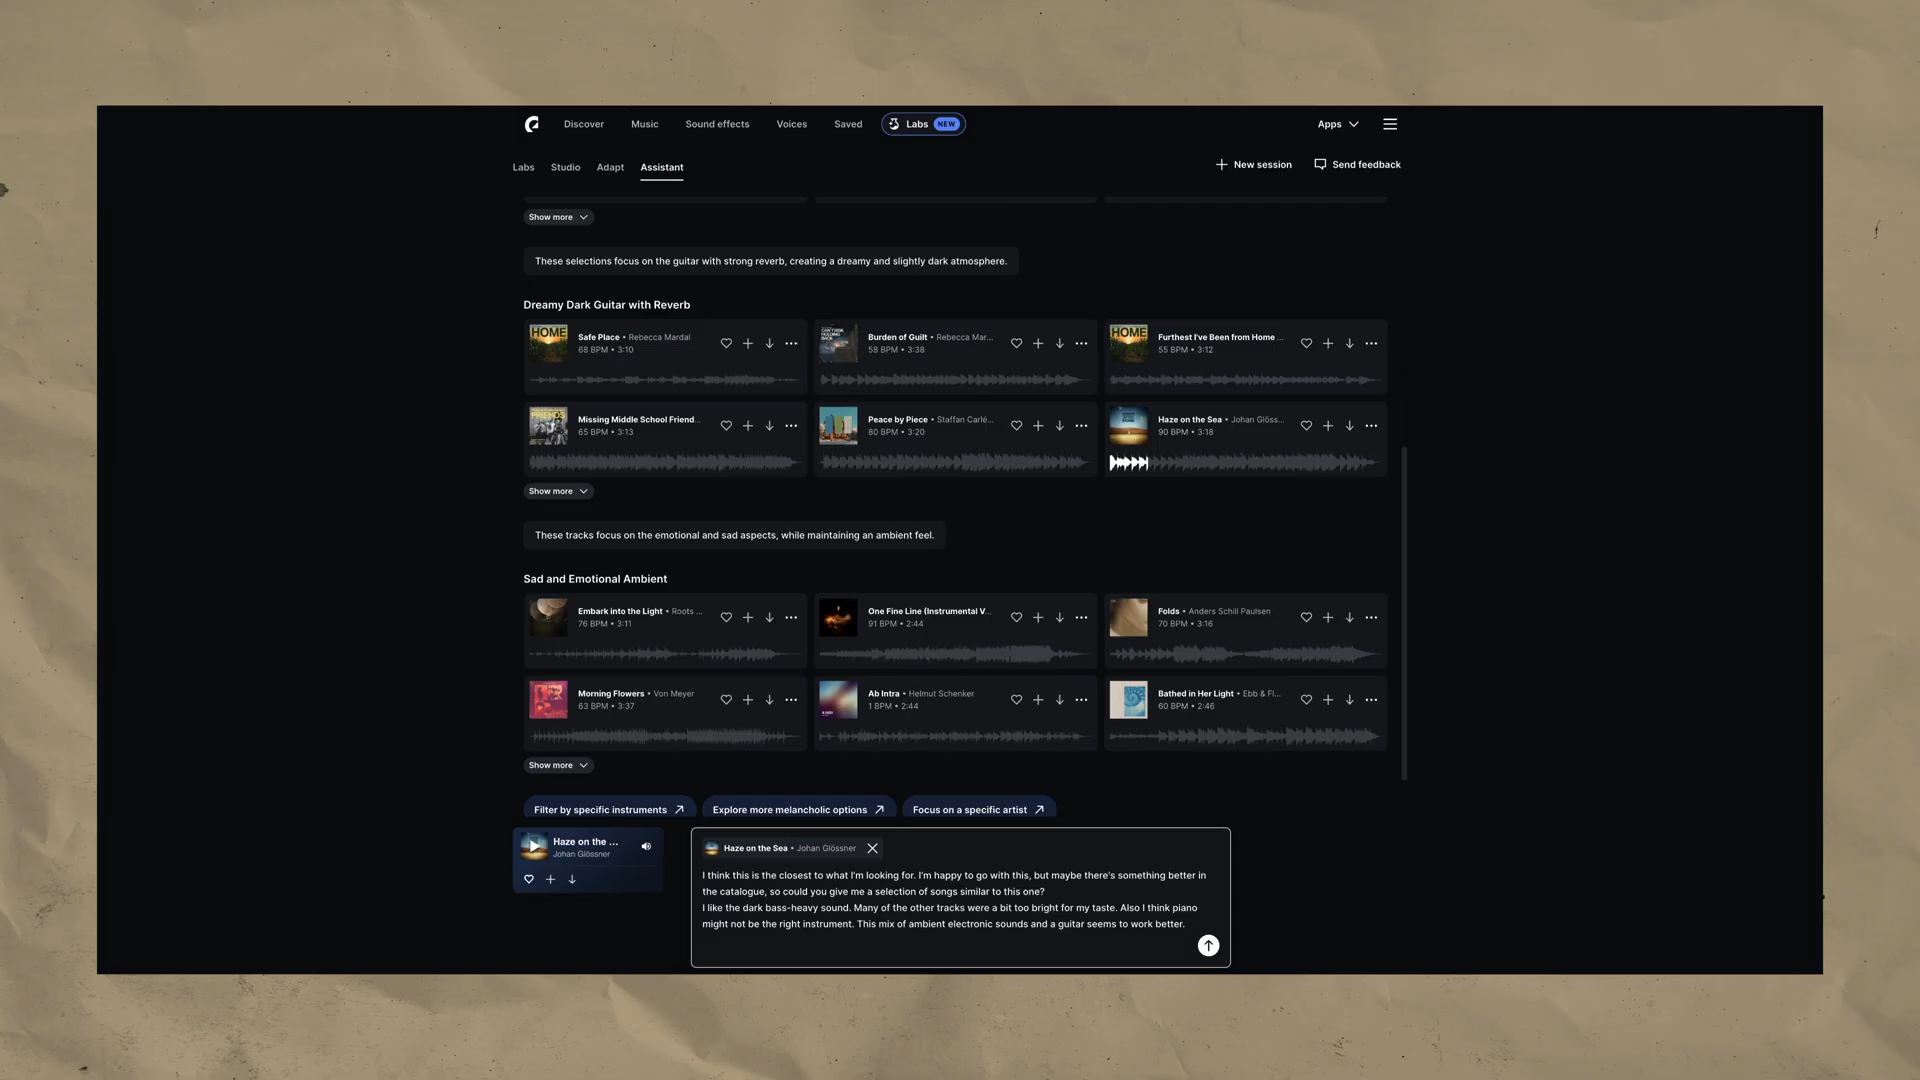 Discover Music Sound effects Voices Saved Labs NEW Apps
Labs Studio Adapt Assistant New session Send feedback
Show more
These selections focus on the guitar with strong reverb, creating a dreamy and slightly dark atmosphere.
Dreamy Dark Guitar with Reverb
HOME
Safe Place • Rebecca Mardal
68 BPM • 3:10
Burden of Guilt • Rebecca Mar...
58 BPM • 3:38
HOME
Furthest I've Been from Home ...
55 BPM • 3:12
FRIENDS
Missing Middle School Friend...
65 BPM • 3:13
Peace by Piece • Staffan Carlé...
80 BPM • 3:20
Haze on the Sea • Johan Glöss...
90 BPM • 3:18
Show more
These tracks focus on the emotional and sad aspects, while maintaining an ambient feel.
Sad and Emotional Ambient
Embark into the Light • Roots ...
76 BPM • 3:11
One Fine Line (Instrumental V...
91 BPM • 2:44
Folds • Anders Schill Paulsen
70 BPM • 3:16
Morning Flowers • Von Meyer
63 BPM • 3:37
Ab Intra • Helmut Schenker
1 BPM • 2:44
Bathed in Her Light • Ebb & Fl...
60 BPM • 2:46
Show more
Filter by specific instruments Explore more melancholic options Focus on a specific artist
Haze on the ...
Johan Glössner
Haze on the Sea • Johan Glössner
I think this is the closest to what I'm looking for. I'm happy to go with this, but maybe there's something better in
the catalogue, so could you give me a selection of songs similar to this one?
I like the dark bass-heavy sound. Many of the other tracks were a bit too bright for my taste. Also I think piano
might not be the right instrument. This mix of ambient electronic sounds and a guitar seems to work better.